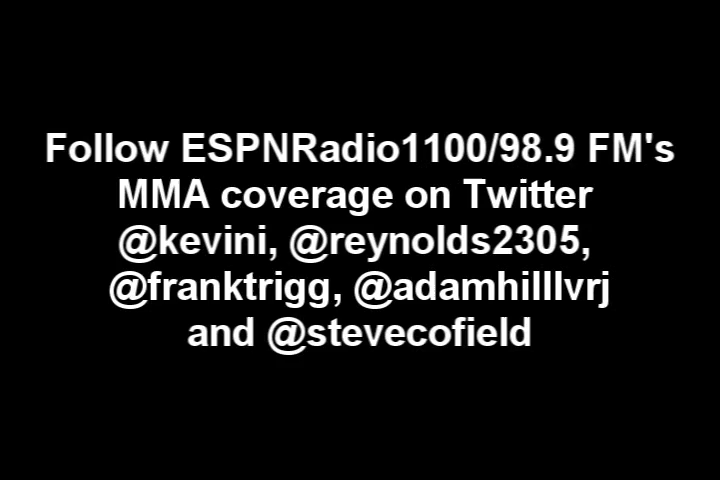 Follow ESPNRadio1100/98.9 FM's
MMA coverage on Twitter
@kevini, @reynolds2305,
@franktrigg, @adamhilllvrj
and @stevecofield